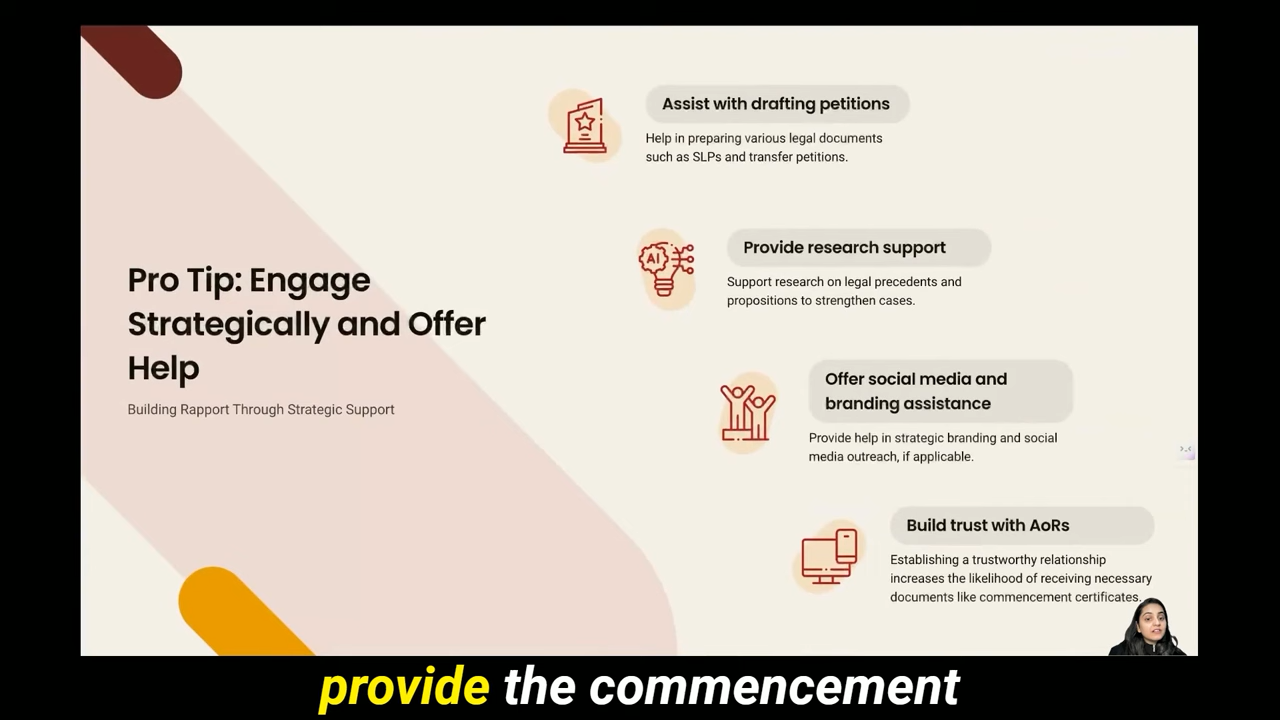 Pro Tip: Engage
Strategically and Offer
Help
Building Rapport Through Strategic Support
Assist with drafting petitions
Help in preparing various legal documents
such as SLPs and transfer petitions.
AI
Provide research support
Support research on legal precedents and
propositions to strengthen cases.
Offer social media and
branding assistance
Provide help in strategic branding and social
media outreach, if applicable.
Build trust with AoRs
Establishing a trustworthy relationship
increases the likelihood of receiving necessary
documents like commencement certificates.
provide the commencement